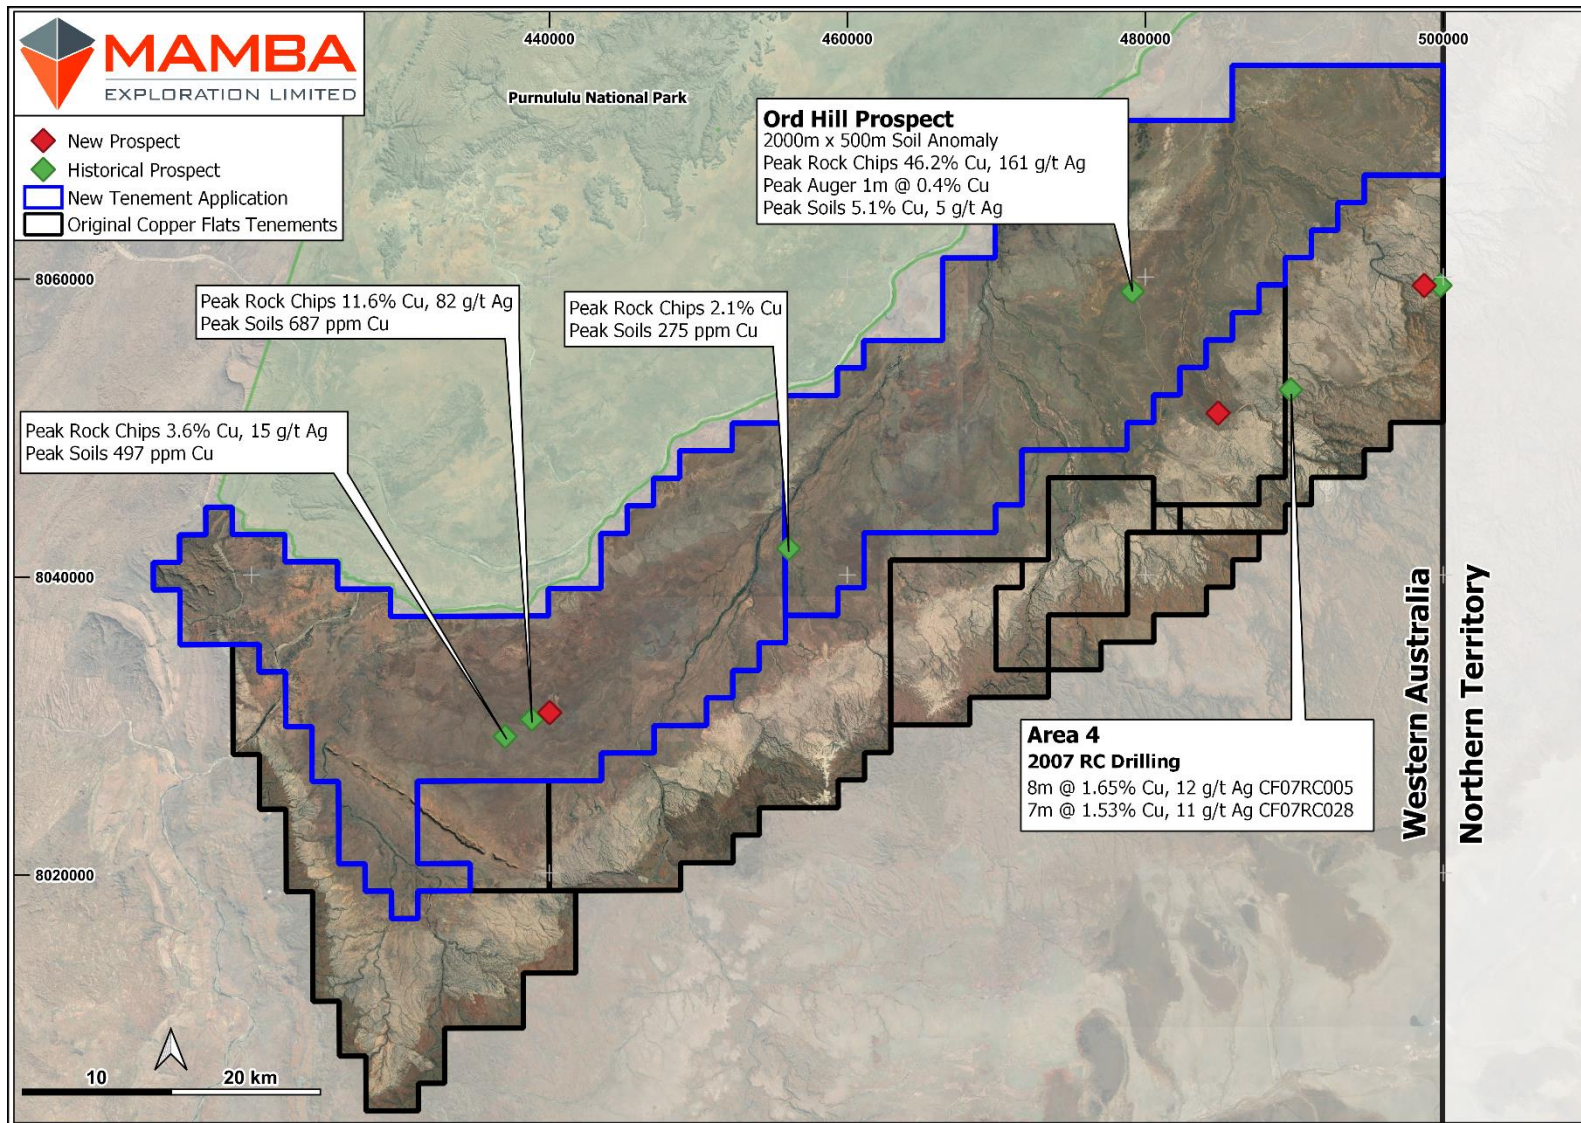 MAMBA
EXPLORATION LIMITED
New Prospect
Historical Prospect
New Tenement Application
Original Copper Flats Tenements
440000
460000
480000
500000
Purnululu National Park
Ord Hill Prospect
2000m x 500m Soil Anomaly
Peak Rock Chips 46.2% Cu, 161 g/t Ag
Peak Auger 1m @ 0.4% Cu
Peak Soils 5.1% Cu, 5 g/t Ag
8060000
Peak Rock Chips 11.6% Cu, 82 g/t Ag
Peak Soils 687 ppm Cu
Peak Rock Chips 2.1% Cu
Peak Soils 275 ppm Cu
Peak Rock Chips 3.6% Cu, 15 g/t Ag
Peak Soils 497 ppm Cu
8040000
Western Australia
Northern Territory
Area 4
2007 RC Drilling
8m @ 1.65% Cu, 12 g/t Ag CF07RC005
7m @ 1.53% Cu, 11 g/t Ag CF07RC028
8020000
10
20 km